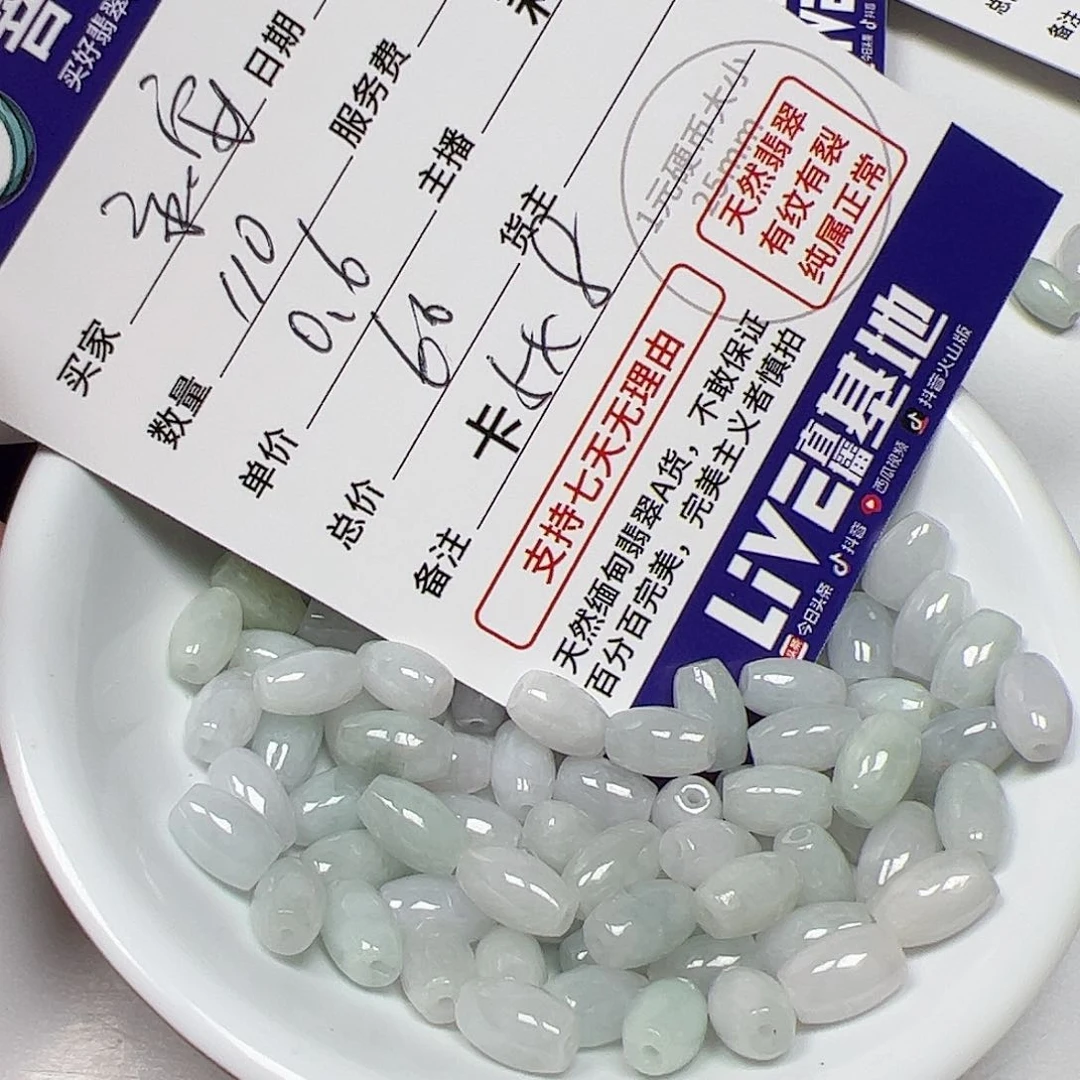 买好翡翠
日期
买家
服务费
数量 110
主播
单价 0.6
货主
总价 60
卡 5x8
备注
1元硬币大小
25mm
天然翡翠
有纹有裂
纯属正常
支持七天无理由
天然缅甸翡翠A货，不敢保证
百分百完美，完美主义者慎拍
LiVE直播基地
今日头条 抖音 西瓜视频 抖音火山版
备注